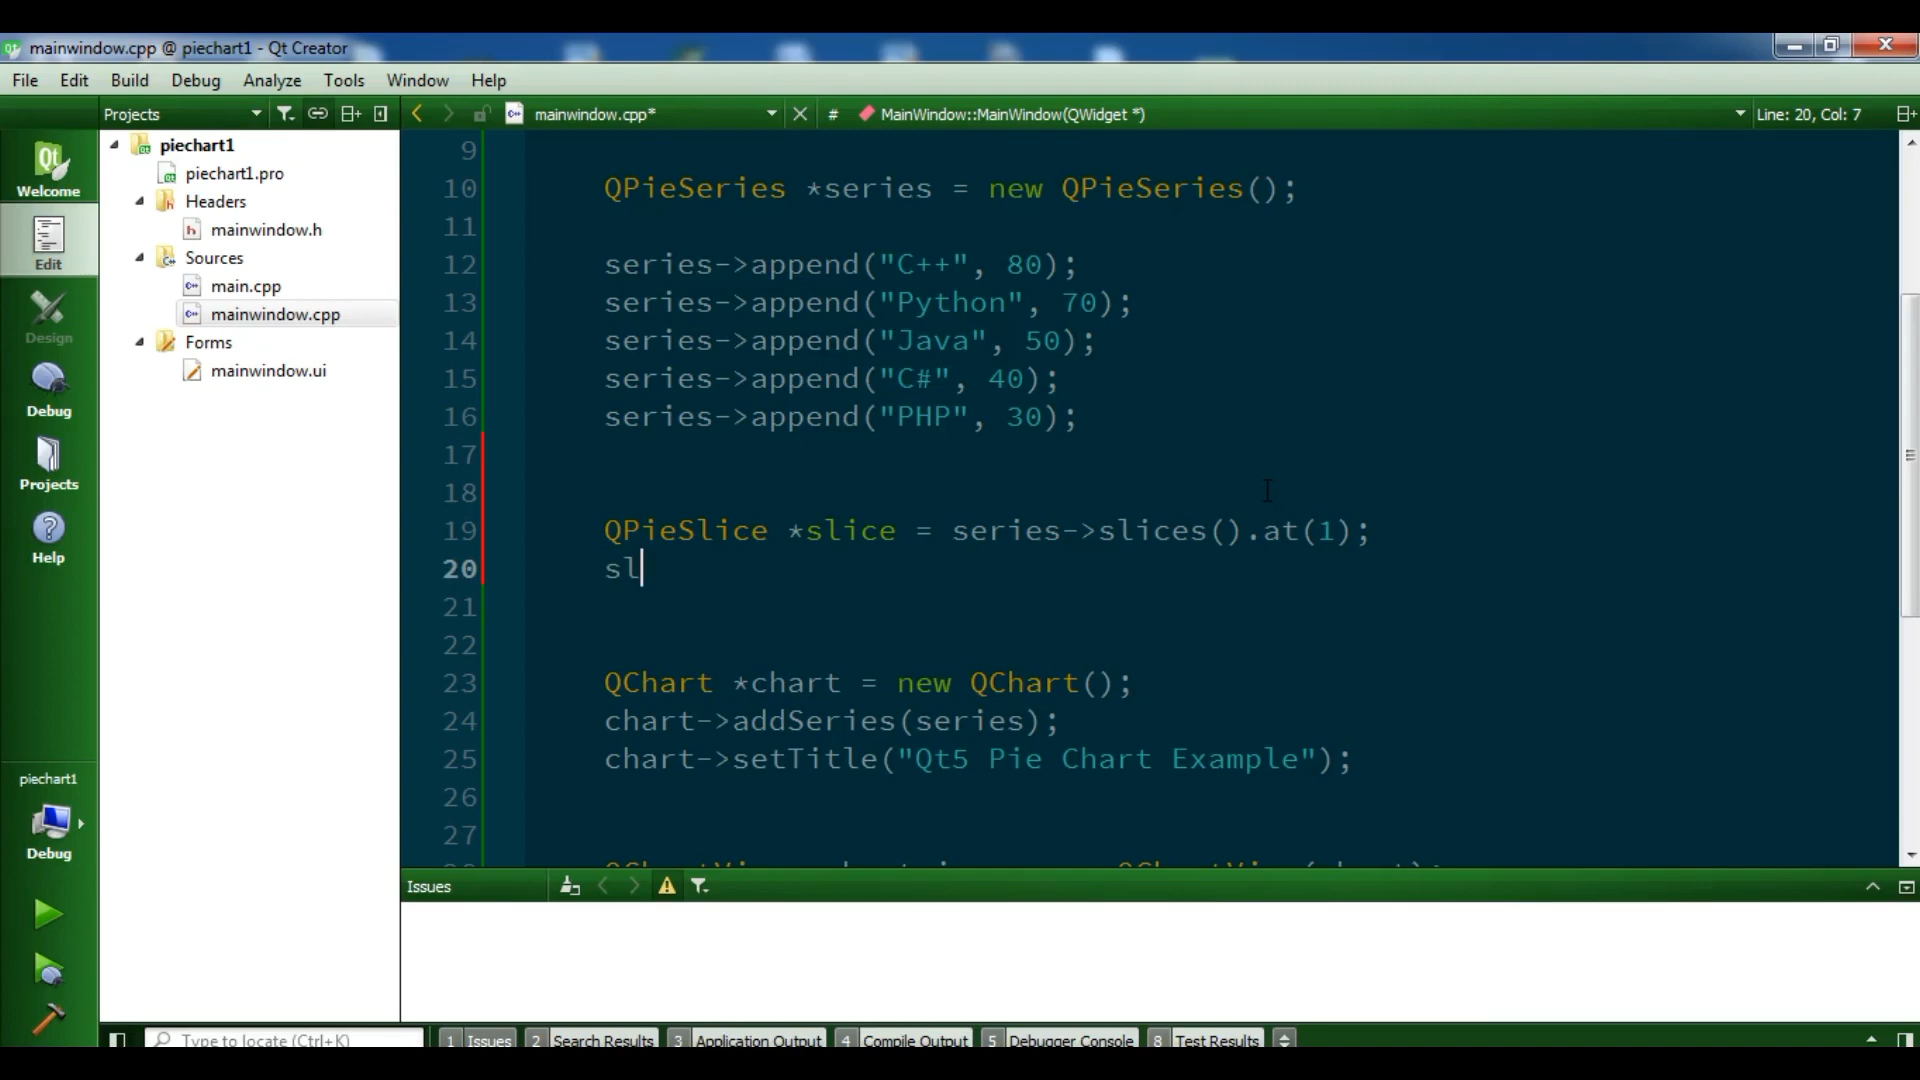 mainwindow.cpp @ piechart1 - Qt Creator
File Edit Build Debug Analyze Tools Window Help
Projects
mainwindow.cpp*
# MainWindow::MainWindow(QWidget *)
Line: 20, Col: 7
Welcome
Edit
Design
Debug
Projects
Help
piechart1
Debug
piechart1
piechart1.pro
Headers
mainwindow.h
Sources
main.cpp
mainwindow.cpp
Forms
mainwindow.ui
9
10 QPieSeries *series = new QPieSeries();
11
12 series->append("C++", 80);
13 series->append("Python", 70);
14 series->append("Java", 50);
15 series->append("C#", 40);
16 series->append("PHP", 30);
17
18
19 QPieSlice *slice = series->slices().at(1);
20 sl
21
22
23 QChart *chart = new QChart();
24 chart->addSeries(series);
25 chart->setTitle("Qt5 Pie Chart Example");
26
27
Issues
Type to locate (Ctrl+K)
1 Issues 2 Search Results 3 Application Output 4 Compile Output 5 Debugger Console 8 Test Results